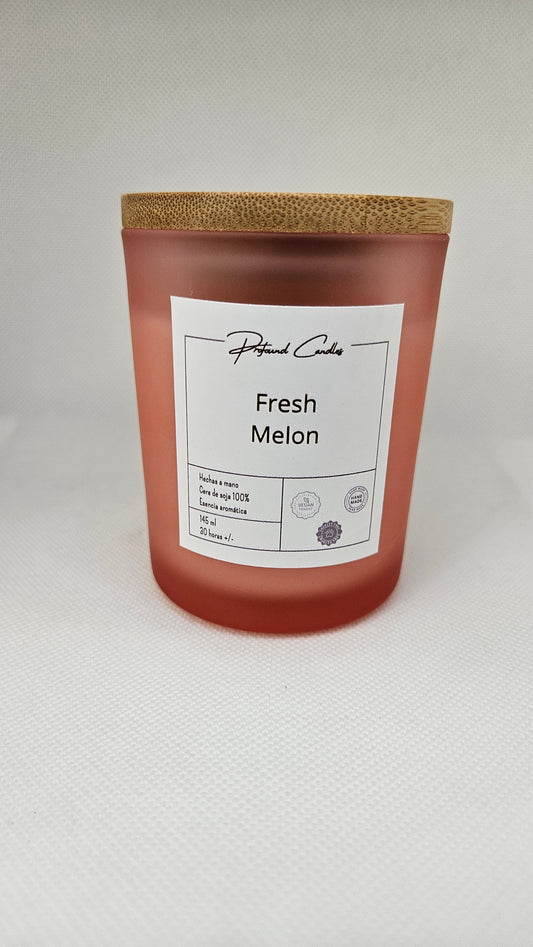 Profound Candles
Fresh
Melon
Hechas a mano
Cera de soja 100%
Esencia aromática
145 ml
30 horas +/-
VEGAN
HAND
MADE